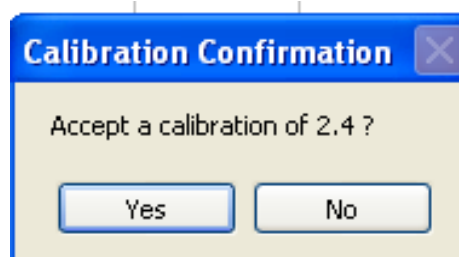 Calibration Confirmation
Accept a calibration of 2.4 ?
Yes
No